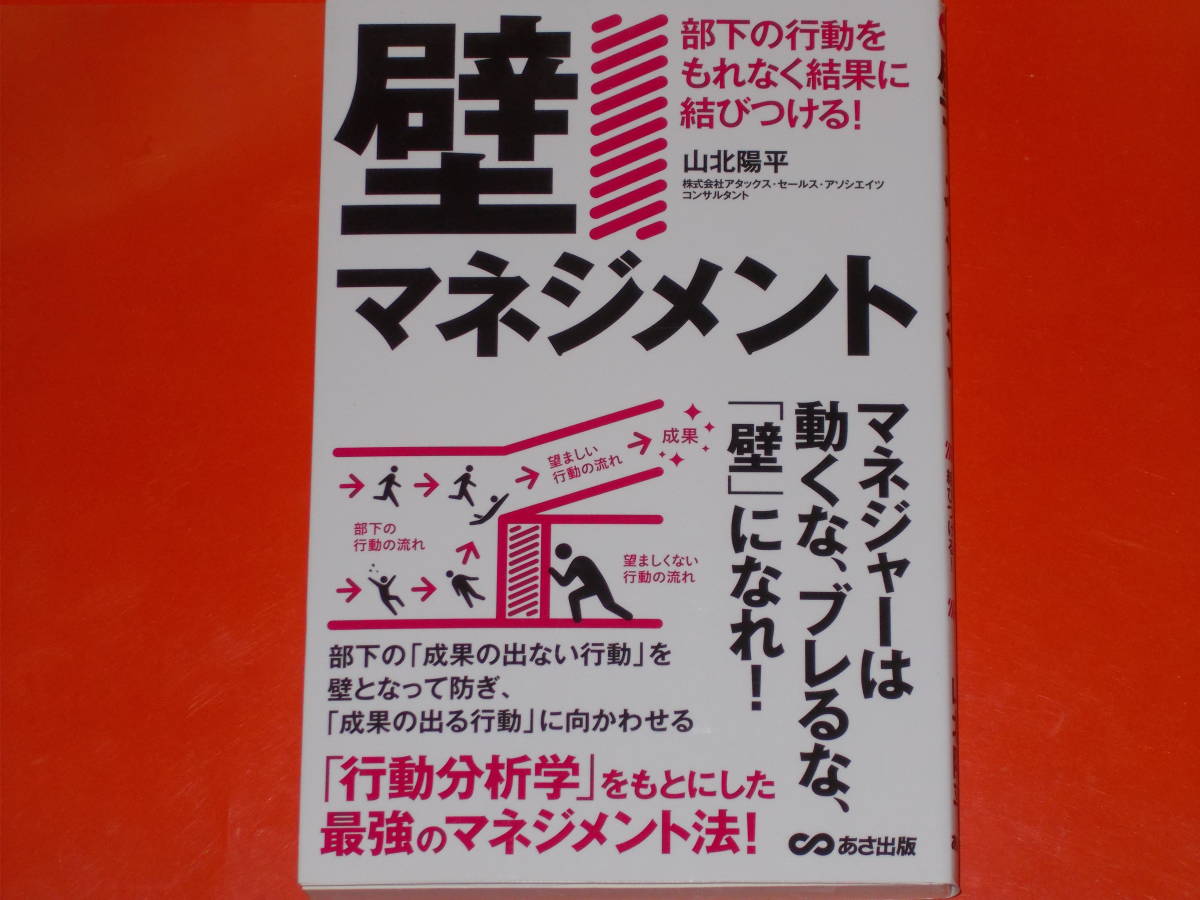 壁
マネジメント
部下の行動を
もれなく結果に
結びつける!
山北陽平
株式会社アタックス・セールス・アソシエイツ
コンサルタント
マネジャーは
動くな、ブレるな、
「壁」になれ!
成果
望ましい
行動の流れ
部下の
行動の流れ
望ましくない
行動の流れ
部下の「成果の出ない行動」を
壁となって防ぎ、
「成果の出る行動」に向かわせる
「行動分析学」をもとにした
最強のマネジメント法!
あさ出版